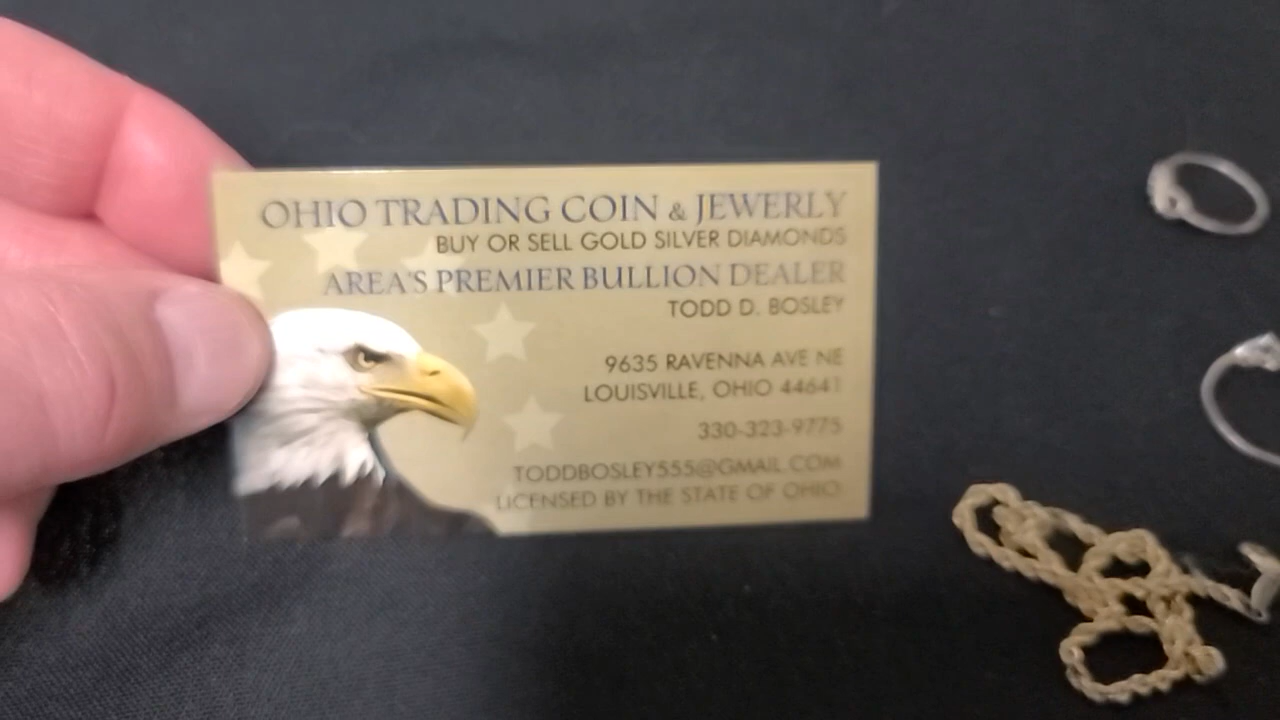 OHIO TRADING COIN & JEWERLY
BUY OR SELL GOLD SILVER DIAMONDS
AREA'S PREMIER BULLION DEALER
TODD D. BOSLEY
9635 RAVENNA AVE NE
LOUISVILLE, OHIO 44641
330-323-9775
TODDBOSLEY555@GMAIL.COM
LICENSED BY THE STATE OF OHIO